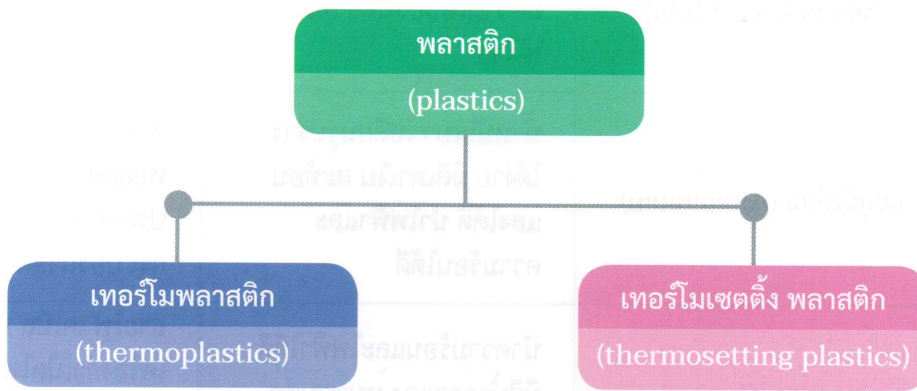 พลาสติก
(plastics)
เทอร์โมพลาสติก
(thermoplastics)
เทอร์โมเซตติ้ง พลาสติก
(thermosetting plastics)